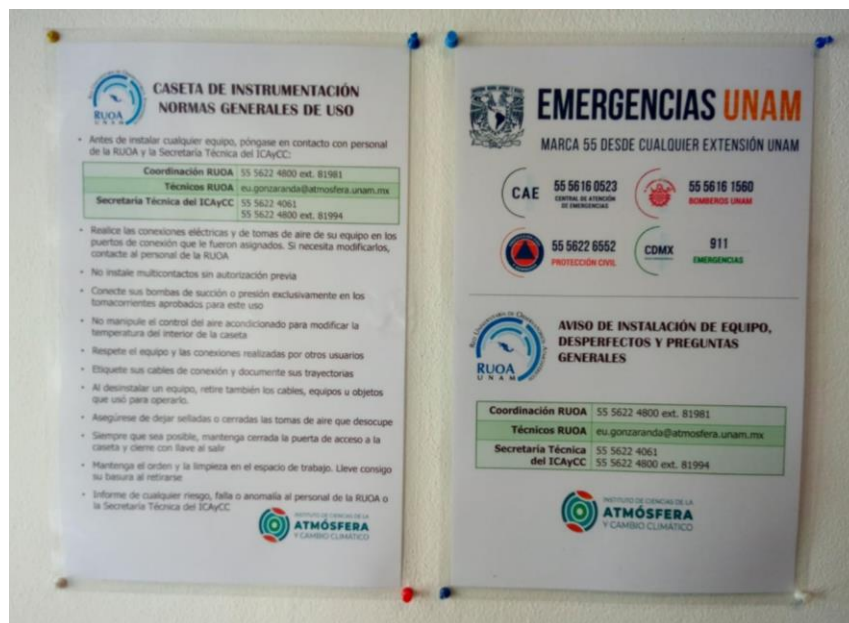 RUOA
UNAM
CASETA DE INSTRUMENTACIÓN
NORMAS GENERALES DE USO
• Antes de instalar cualquier equipo, póngase en contacto con personal
de la RUOA y la Secretaría Técnica del ICAyCC:
Coordinación RUOA 55 5622 4800 ext. 81981
Técnicos RUOA eu.gonzaranda@atmosfera.unam.mx
Secretaria Técnica del ICAyCC 55 5622 4061
55 5622 4800 ext. 81994
• Realice las conexiones eléctricas y de tomas de aire de su equipo en los
puertos de conexión que le fueron asignados. Si necesita modificarlos,
contacte al personal de la RUOA
• No instale multicontactos sin autorización previa
• Conecte sus bombas de succión o presión exclusivamente en los
tomacorrientes aprobados para este uso
• No manipule el control del aire acondicionado para modificar la
temperatura del interior de la caseta
• Respete el equipo y las conexiones realizadas por otros usuarios
• Etiquete sus cables de conexión y documente sus trayectorias
• Al desinstalar un equipo, retire también los cables, equipos u objetos
que usó para operarlo.
• Asegúrese de dejar selladas o cerradas las tomas de aire que desocupe
• Siempre que sea posible, mantenga cerrada la puerta de acceso a la
caseta y cierre con llave al salir
• Mantenga el orden y la limpieza en el espacio de trabajo. Lleve consigo
su basura al retirarse
• Informe de cualquier riesgo, falla o anomalía al personal de la RUOA o
la Secretaría Técnica del ICAyCC
INSTITUTO DE CIENCIAS DE LA
ATMÓSFERA
Y CAMBIO CLIMÁTICO
EMERGENCIAS UNAM
MARCA 55 DESDE CUALQUIER EXTENSIÓN UNAM
CAE
55 5616 0523
CENTRAL DE ATENCIÓN
DE EMERGENCIAS
55 5616 1560
BOMBEROS UNAM
55 5622 6552
PROTECCIÓN CIVIL
CDMX
911
EMERGENCIAS
RUOA
UNAM
AVISO DE INSTALACIÓN DE EQUIPO,
DESPERFECTOS Y PREGUNTAS
GENERALES
Coordinación RUOA 55 5622 4800 ext. 81981
Técnicos RUOA eu.gonzaranda@atmosfera.unam.mx
Secretaría Técnica 55 5622 4061
del ICAyCC 55 5622 4800 ext. 81994
INSTITUTO DE CIENCIAS DE LA
ATMÓSFERA
Y CAMBIO CLIMÁTICO